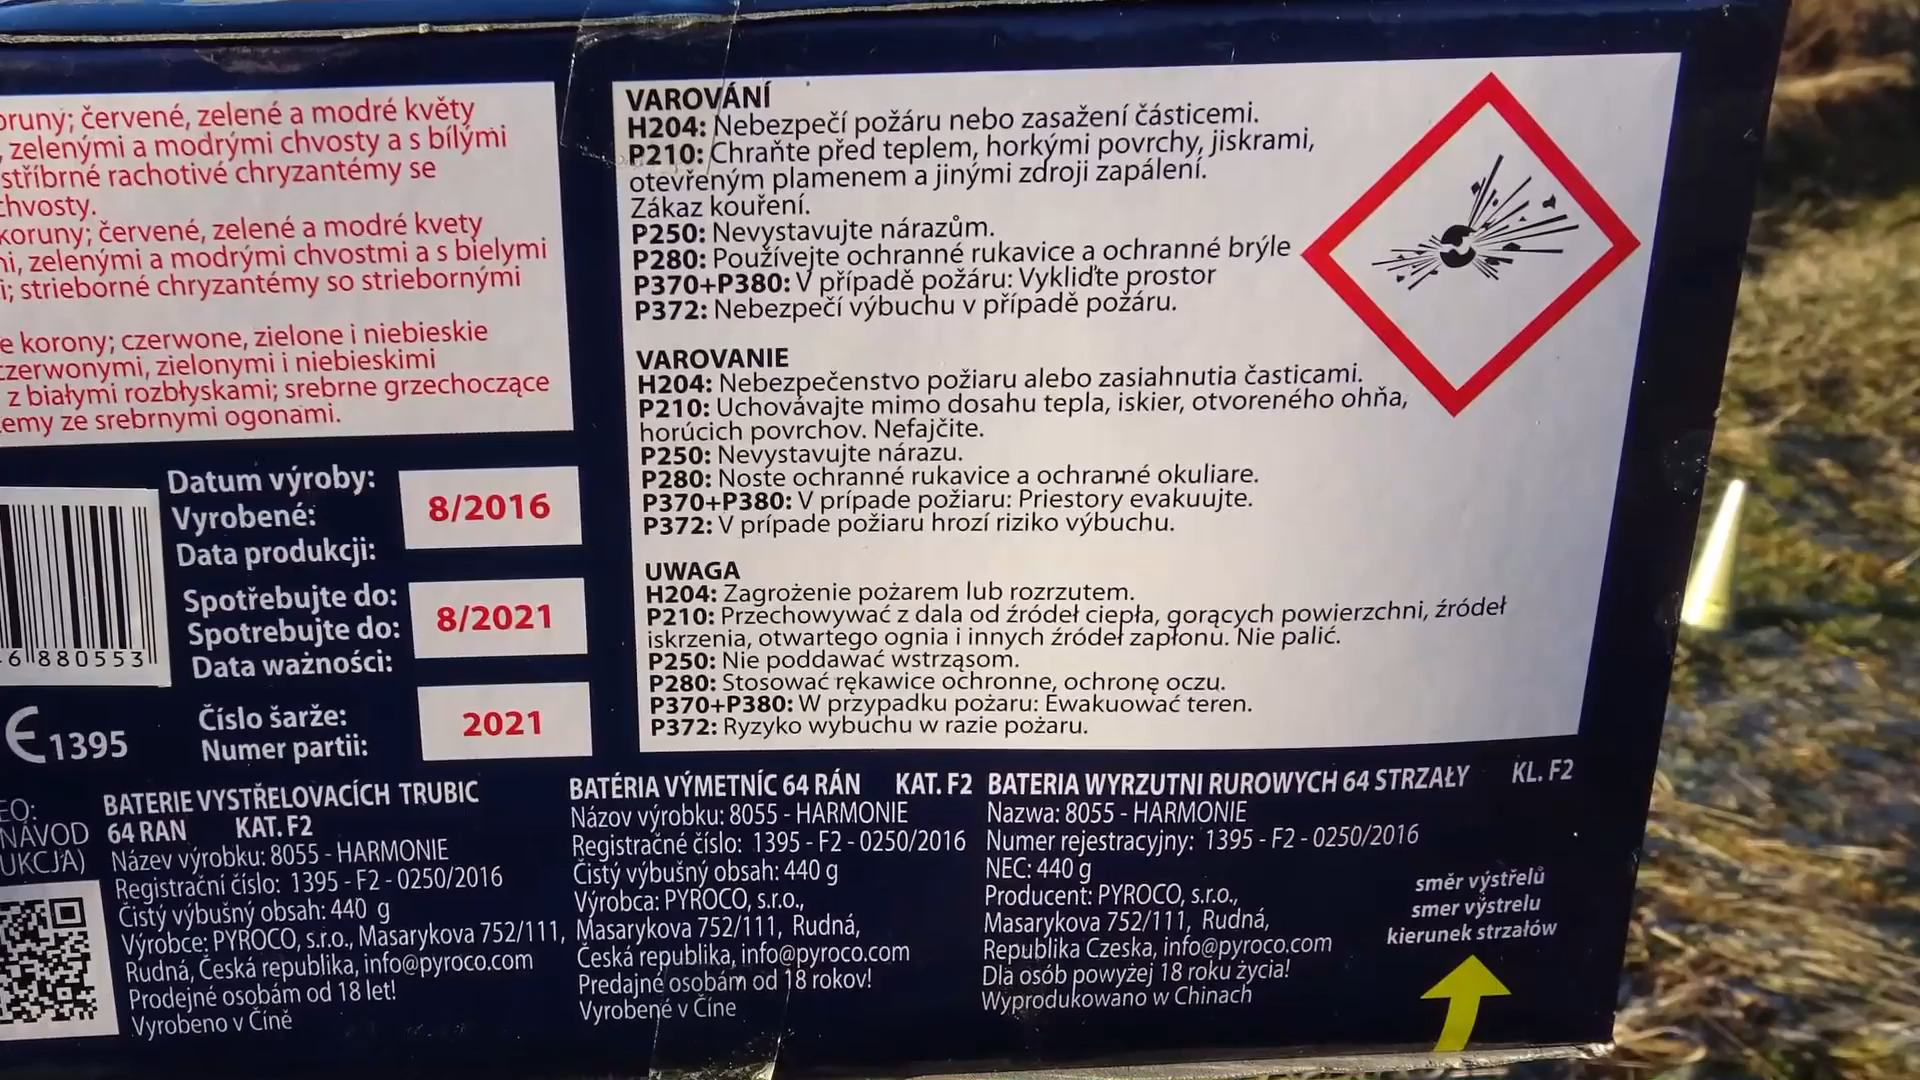 oruny; červené, zelené a modré květy
, zelenými a modrými chvosty a s bílými
stříbrné rachotivé chryzantémy se
chvosty.
koruny; červené, zelené a modré kvety
mi, zelenými a modrými chvostmi a s bielymi
i; strieborné chryzantémy so striebornými
e korony; czerwone, zielone i niebieskie
czerwonymi, zielonymi i niebieskimi
z białymi rozbłyskami; srebrne grzechoczące
emy ze srebrnymi ogonami.
VAROVÁNÍ
H204: Nebezpečí požáru nebo zasažení částicemi.
P210: Chraňte před teplem, horkými povrchy, jiskrami,
otevřeným plamenem a jinými zdroji zapálení.
Zákaz kouření.
P250: Nevystavujte nárazům.
P280: Používejte ochranné rukavice a ochranné brýle
P370+P380: V případě požáru: Vykliďte prostor
P372: Nebezpečí výbuchu v případě požáru.
VAROVANIE
H204: Nebezpečenstvo požiaru alebo zasiahnutia časticami.
P210: Uchovávajte mimo dosahu tepla, iskier, otvoreného ohňa,
horúcich povrchov. Nefajčite.
P250: Nevystavujte nárazu.
P280: Noste ochranné rukavice a ochranné okuliare.
P370+P380: V prípade požiaru: Priestory evakuujte.
P372: V prípade požiaru hrozí riziko výbuchu.
UWAGA
H204: Zagrożenie pożarem lub rozrzutem.
P210: Przechowywać z dala od źródeł ciepła, gorących powierzchni, źródeł
iskrzenia, otwartego ognia i innych źródeł zapłonu. Nie palić.
P250: Nie poddawać wstrząsom.
P280: Stosować rękawice ochronne, ochronę oczu.
P370+P380: W przypadku pożaru: Ewakuować teren.
P372: Ryzyko wybuchu w razie pożaru.
Datum výroby:
Vyrobené:
Data produkcji:
8/2016
Spotřebujte do:
Spotrebujte do:
Data ważności:
8/2021
Číslo šarže:
Numer partii:
2021
6 880553
CE 1395
EO:
NÁVOD
UKCJA)
BATERIE VYSTŘELOVACÍCH TRUBIC
64 RAN KAT. F2
Název výrobku: 8055 - HARMONIE
Registrační číslo: 1395 - F2 - 0250/2016
Čistý výbušný obsah: 440 g
Výrobce: PYROCO, s.r.o., Masarykova 752/111,
Rudná, Česká republika, info@pyroco.com
Prodejné osobám od 18 let!
Vyrobeno v Číně
BATÉRIA VÝMETNÍC 64 RÁN KAT. F2
Názov výrobku: 8055 - HARMONIE
Registračné číslo: 1395 - F2 - 0250/2016
Čistý výbušný obsah: 440 g
Výrobca: PYROCO, s.r.o.,
Masarykova 752/111, Rudná,
Česká republika, info@pyroco.com
Predajné osobám od 18 rokov!
Vyrobené v Číne
BATERIA WYRZUTNI RUROWYCH 64 STRZAŁY KL. F2
Nazwa: 8055 - HARMONIE
Numer rejestracyjny: 1395 - F2 - 0250/2016
NEC: 440 g
Producent: PYROCO, s.r.o.,
Masarykova 752/111, Rudná,
Republika Czeska, info@pyroco.com
Dla osób powyżej 18 roku życia!
Wyprodukowano w Chinach
směr výstřelů
smer výstrelu
kierunek strzałów